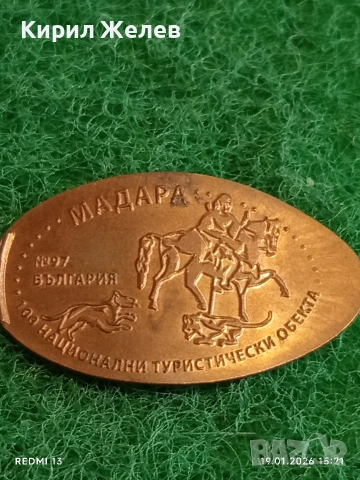 Кирил Желев
МАДАРА
№97
БЪЛГАРИЯ
100 НАЦИОНАЛНИ ТУРИСТИЧЕСКИ ОБЕКТА
REDMI 13
19.01.2026 15:21